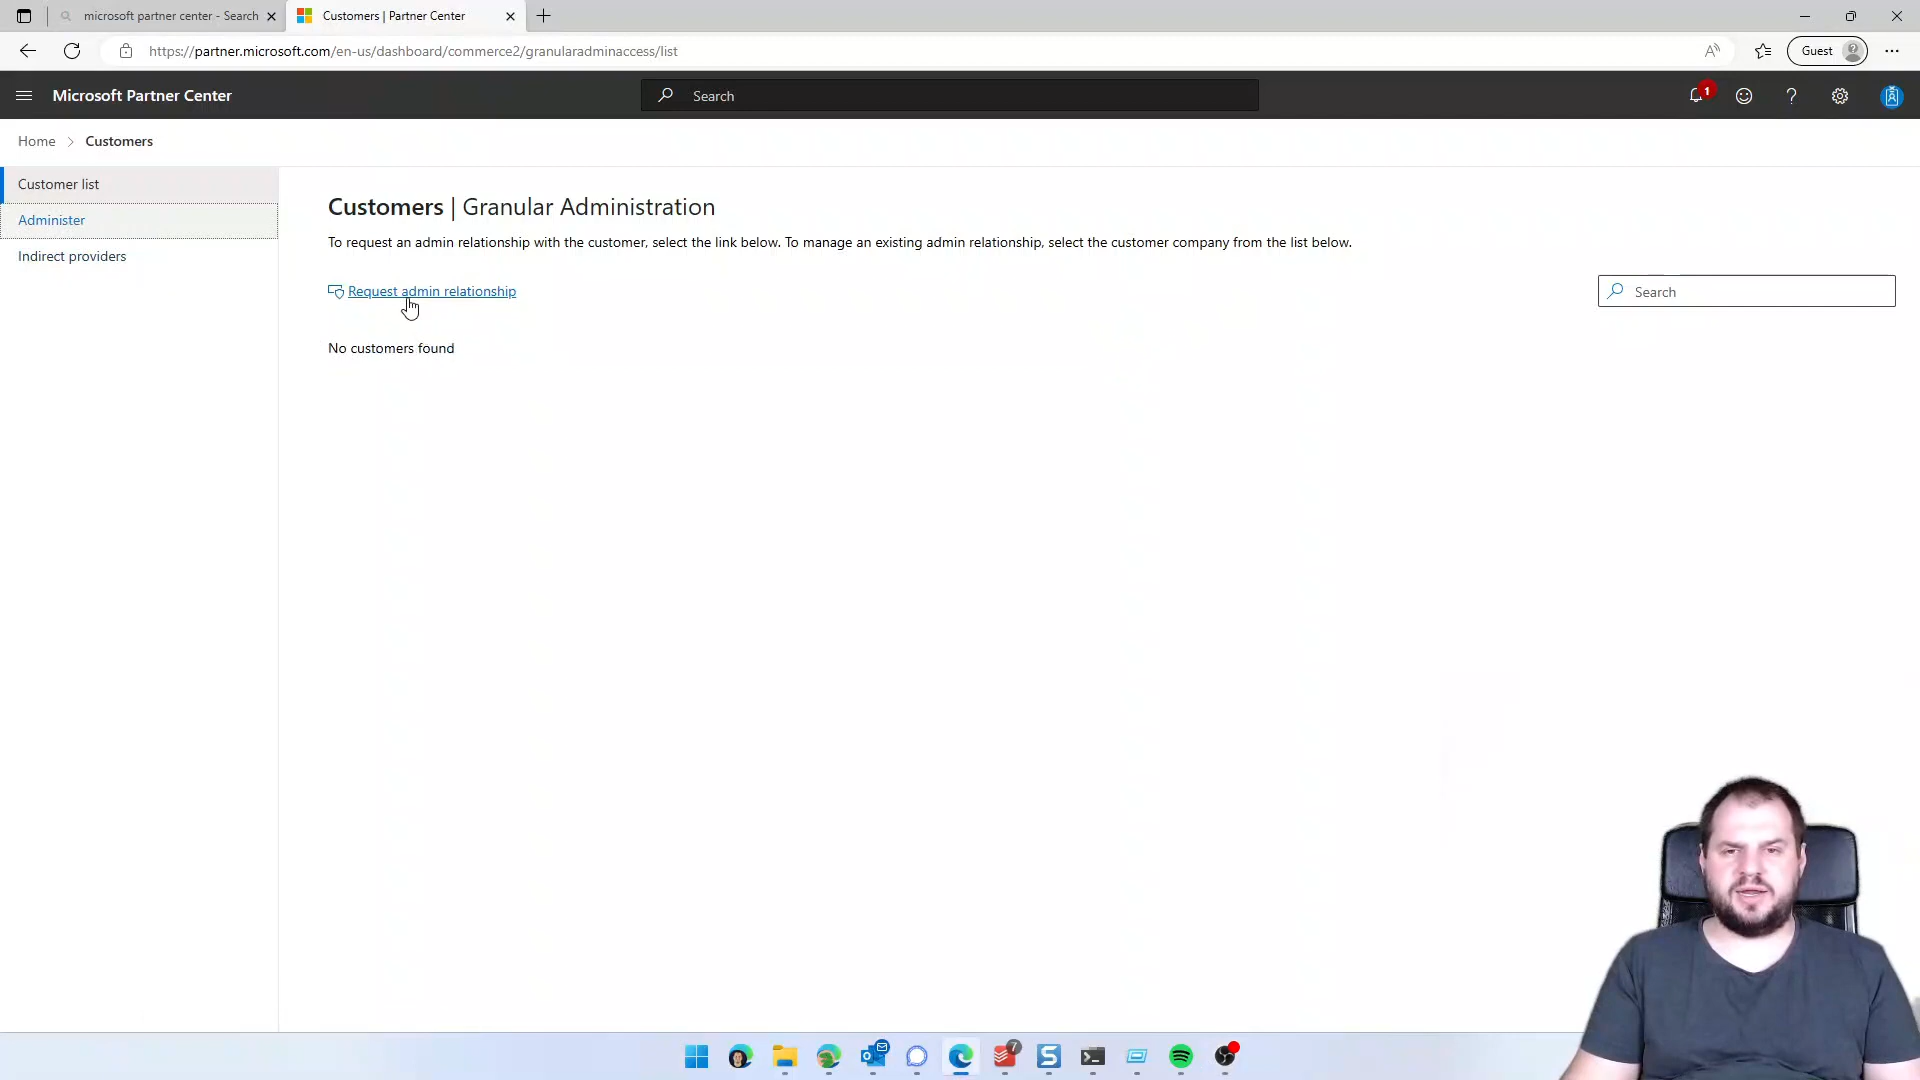 microsoft partner center - Search
Customers | Partner Center
https://partner.microsoft.com/en-us/dashboard/commerce2/granularadminaccess/list
Guest
Microsoft Partner Center
Search
1
Home
Customers
Customer list
Administer
Indirect providers
Customers | Granular Administration
To request an admin relationship with the customer, select the link below. To manage an existing admin relationship, select the customer company from the list below.
Request admin relationship
Search
No customers found
7